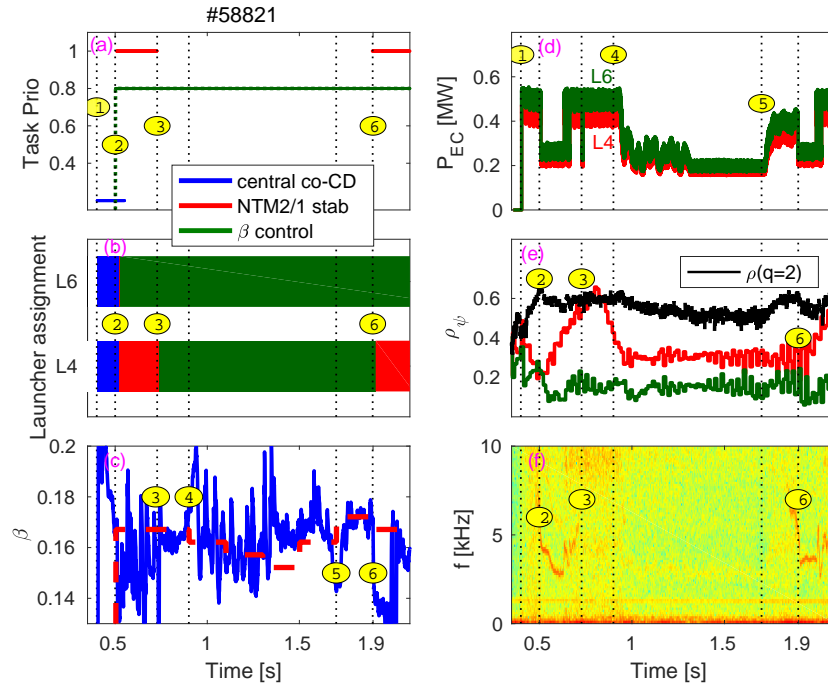 #58821
(a)
1
0.8
0.6
0.4
Task Prio
1
2
3
6
central co-CD
NTM2/1 stab
β control
(b)
L6
L4
Launcher assignment
2
3
6
(c)
0.2
0.18
0.16
0.14
β
3
4
5
6
0.5
1
1.5
1.9
Time [s]
(d)
0.6
0.4
0.2
0
P_EC [MW]
1
4
5
L6
L4
(e)
0.6
0.4
0.2
ρ_ψ
2
3
6
ρ(q=2)
(f)
10
5
0
f [kHz]
2
3
6
0.5
1
1.5
1.9
Time [s]